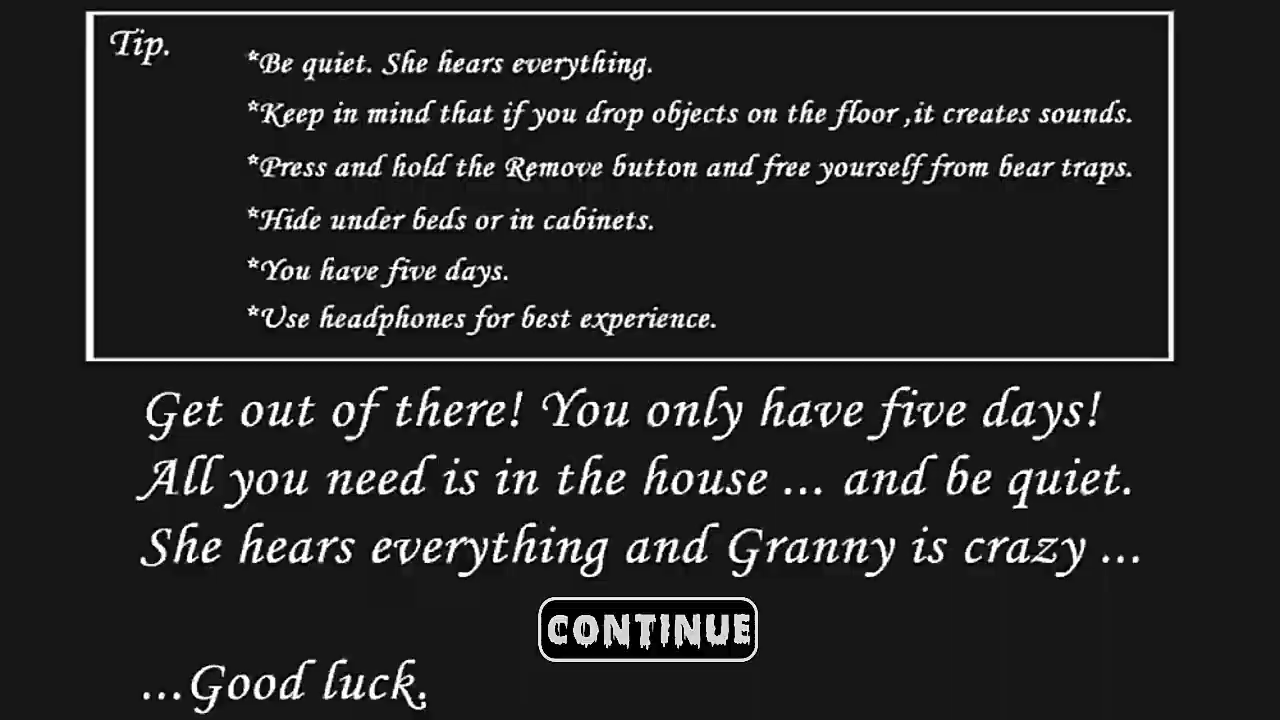 Tip.
*Be quiet. She hears everything.
*Keep in mind that if you drop objects on the floor ,it creates sounds.
*Press and hold the Remove button and free yourself from bear traps.
*Hide under beds or in cabinets.
*You have five days.
*Use headphones for best experience.
Get out of there! You only have five days!
All you need is in the house ... and be quiet.
She hears everything and Granny is crazy ...
CONTINUE
...Good luck.